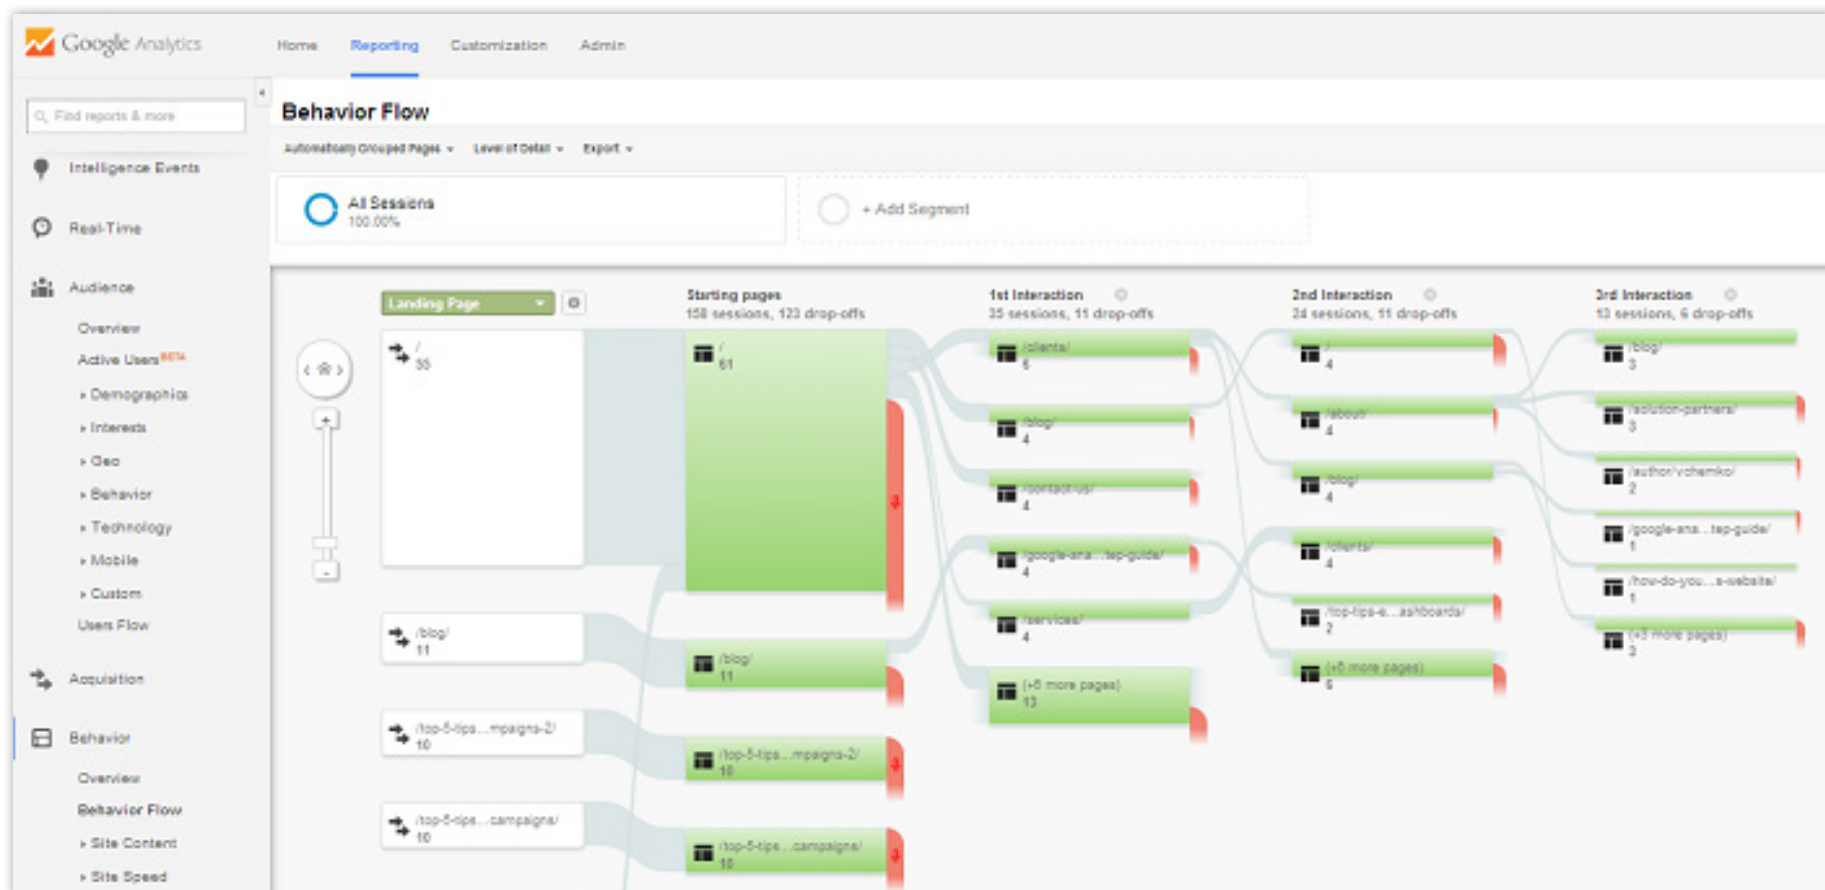 Google Analytics
Home Reporting Customization Admin
Find reports & more
Intelligence Events
Real-Time
Audience
Overview
Active Users BETA
Demographics
Interests
Geo
Behavior
Technology
Mobile
Custom
Users Flow
Acquisition
Behavior
Overview
Behavior Flow
Site Content
Site Speed
Behavior Flow
Automatically Grouped Pages Level of Detail Export
All Sessions
100.00%
+ Add Segment
Landing Page
/
55
/blog/
11
/top-5-tips...mpaigns-2/
10
/top-5-tips...campaigns/
10
Starting pages
158 sessions, 123 drop-offs
/
61
/blog/
11
/top-5-tips...mpaigns-2/
10
/top-5-tips...campaigns/
10
1st Interaction
35 sessions, 11 drop-offs
/clients/
6
/blog/
4
/contact-us/
4
/google-ana...tep-guide/
4
/services/
4
(+6 more pages)
13
2nd Interaction
24 sessions, 11 drop-offs
/
4
/about/
4
/blog/
4
/clients/
4
/top-tips-e...ashboards/
2
(+6 more pages)
6
3rd Interaction
13 sessions, 6 drop-offs
/blog/
3
/solution-partners/
3
/author/vchemko/
2
/google-ana...tep-guide/
1
/how-do-you...s-website/
1
(+3 more pages)
3